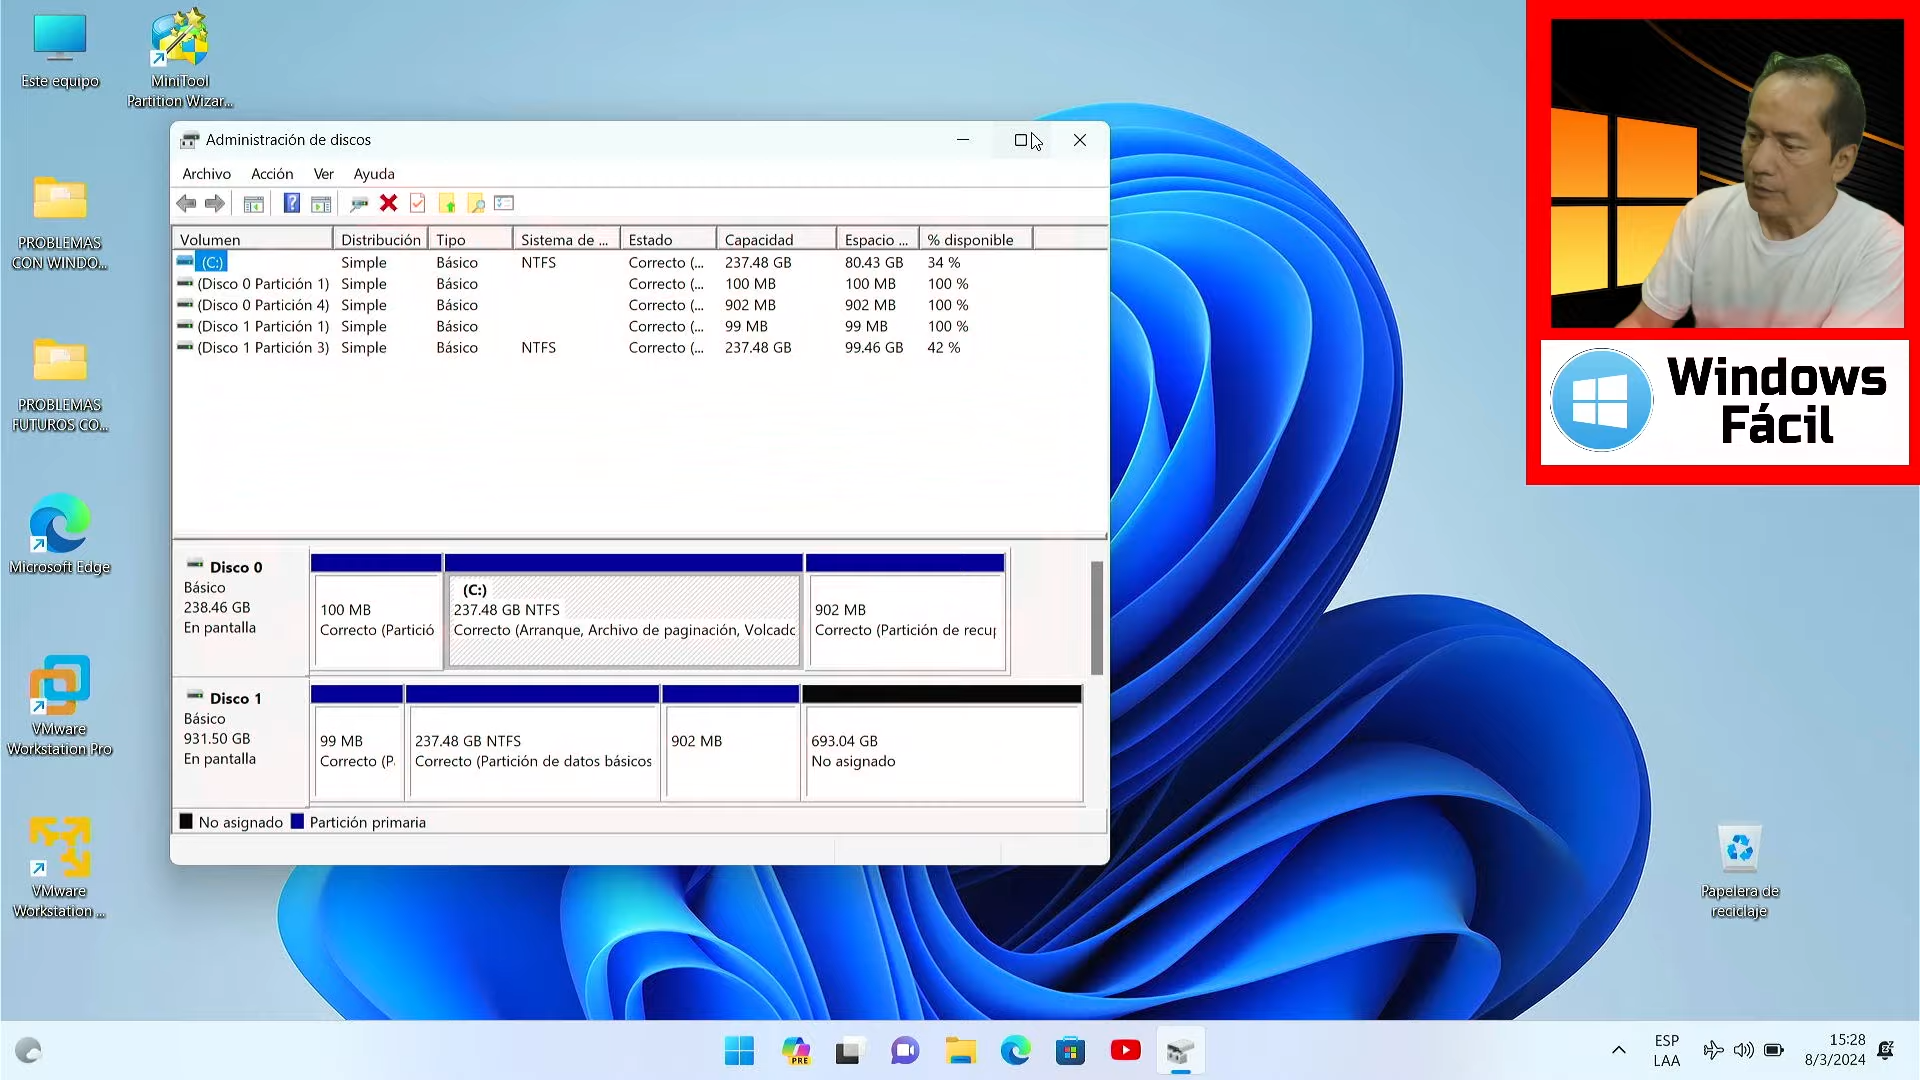 Este equipo
MiniTool
Partition Wizar...
PROBLEMAS
CON WINDO...
PROBLEMAS
FUTUROS CO...
Microsoft Edge
VMware
Workstation Pro
VMware
Workstation ...
Administración de discos
Archivo Acción Ver Ayuda
Volumen Distribución Tipo Sistema de ... Estado Capacidad Espacio ... % disponible
(C:) Simple Básico NTFS Correcto (... 237.48 GB 80.43 GB 34 %
(Disco 0 Partición 1) Simple Básico Correcto (... 100 MB 100 MB 100 %
(Disco 0 Partición 4) Simple Básico Correcto (... 902 MB 902 MB 100 %
(Disco 1 Partición 1) Simple Básico Correcto (... 99 MB 99 MB 100 %
(Disco 1 Partición 3) Simple Básico NTFS Correcto (... 237.48 GB 99.46 GB 42 %
Disco 0
Básico
238.46 GB
En pantalla
100 MB
Correcto (Partició
(C:)
237.48 GB NTFS
Correcto (Arranque, Archivo de paginación, Volcado
902 MB
Correcto (Partición de recup
Disco 1
Básico
931.50 GB
En pantalla
99 MB
Correcto (P
237.48 GB NTFS
Correcto (Partición de datos básicos
902 MB
693.04 GB
No asignado
No asignado Partición primaria
Windows
Fácil
Papelera de
reciclaje
PRE
ESP
LAA
15:28
8/3/2024